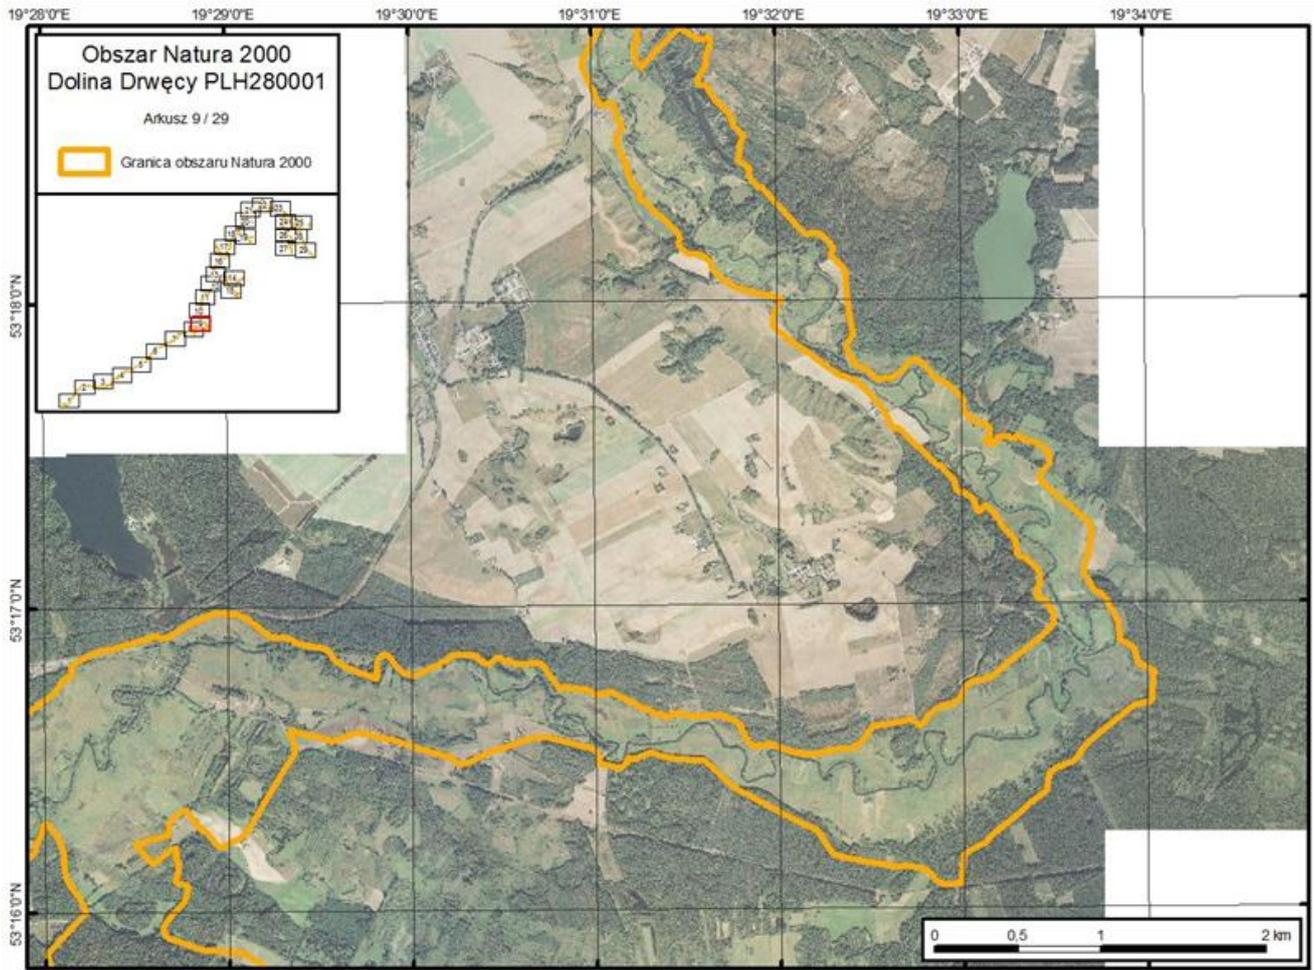 19°28'0"E 19°29'0"E 19°30'0"E 19°31'0"E 19°32'0"E 19°33'0"E 19°34'0"E
Obszar Natura 2000
Dolina Drwęcy PLH280001
Arkusz 9 / 29
Granica obszaru Natura 2000
53°18'0"N
53°17'0"N
53°16'0"N
0 0,5 1 2 km